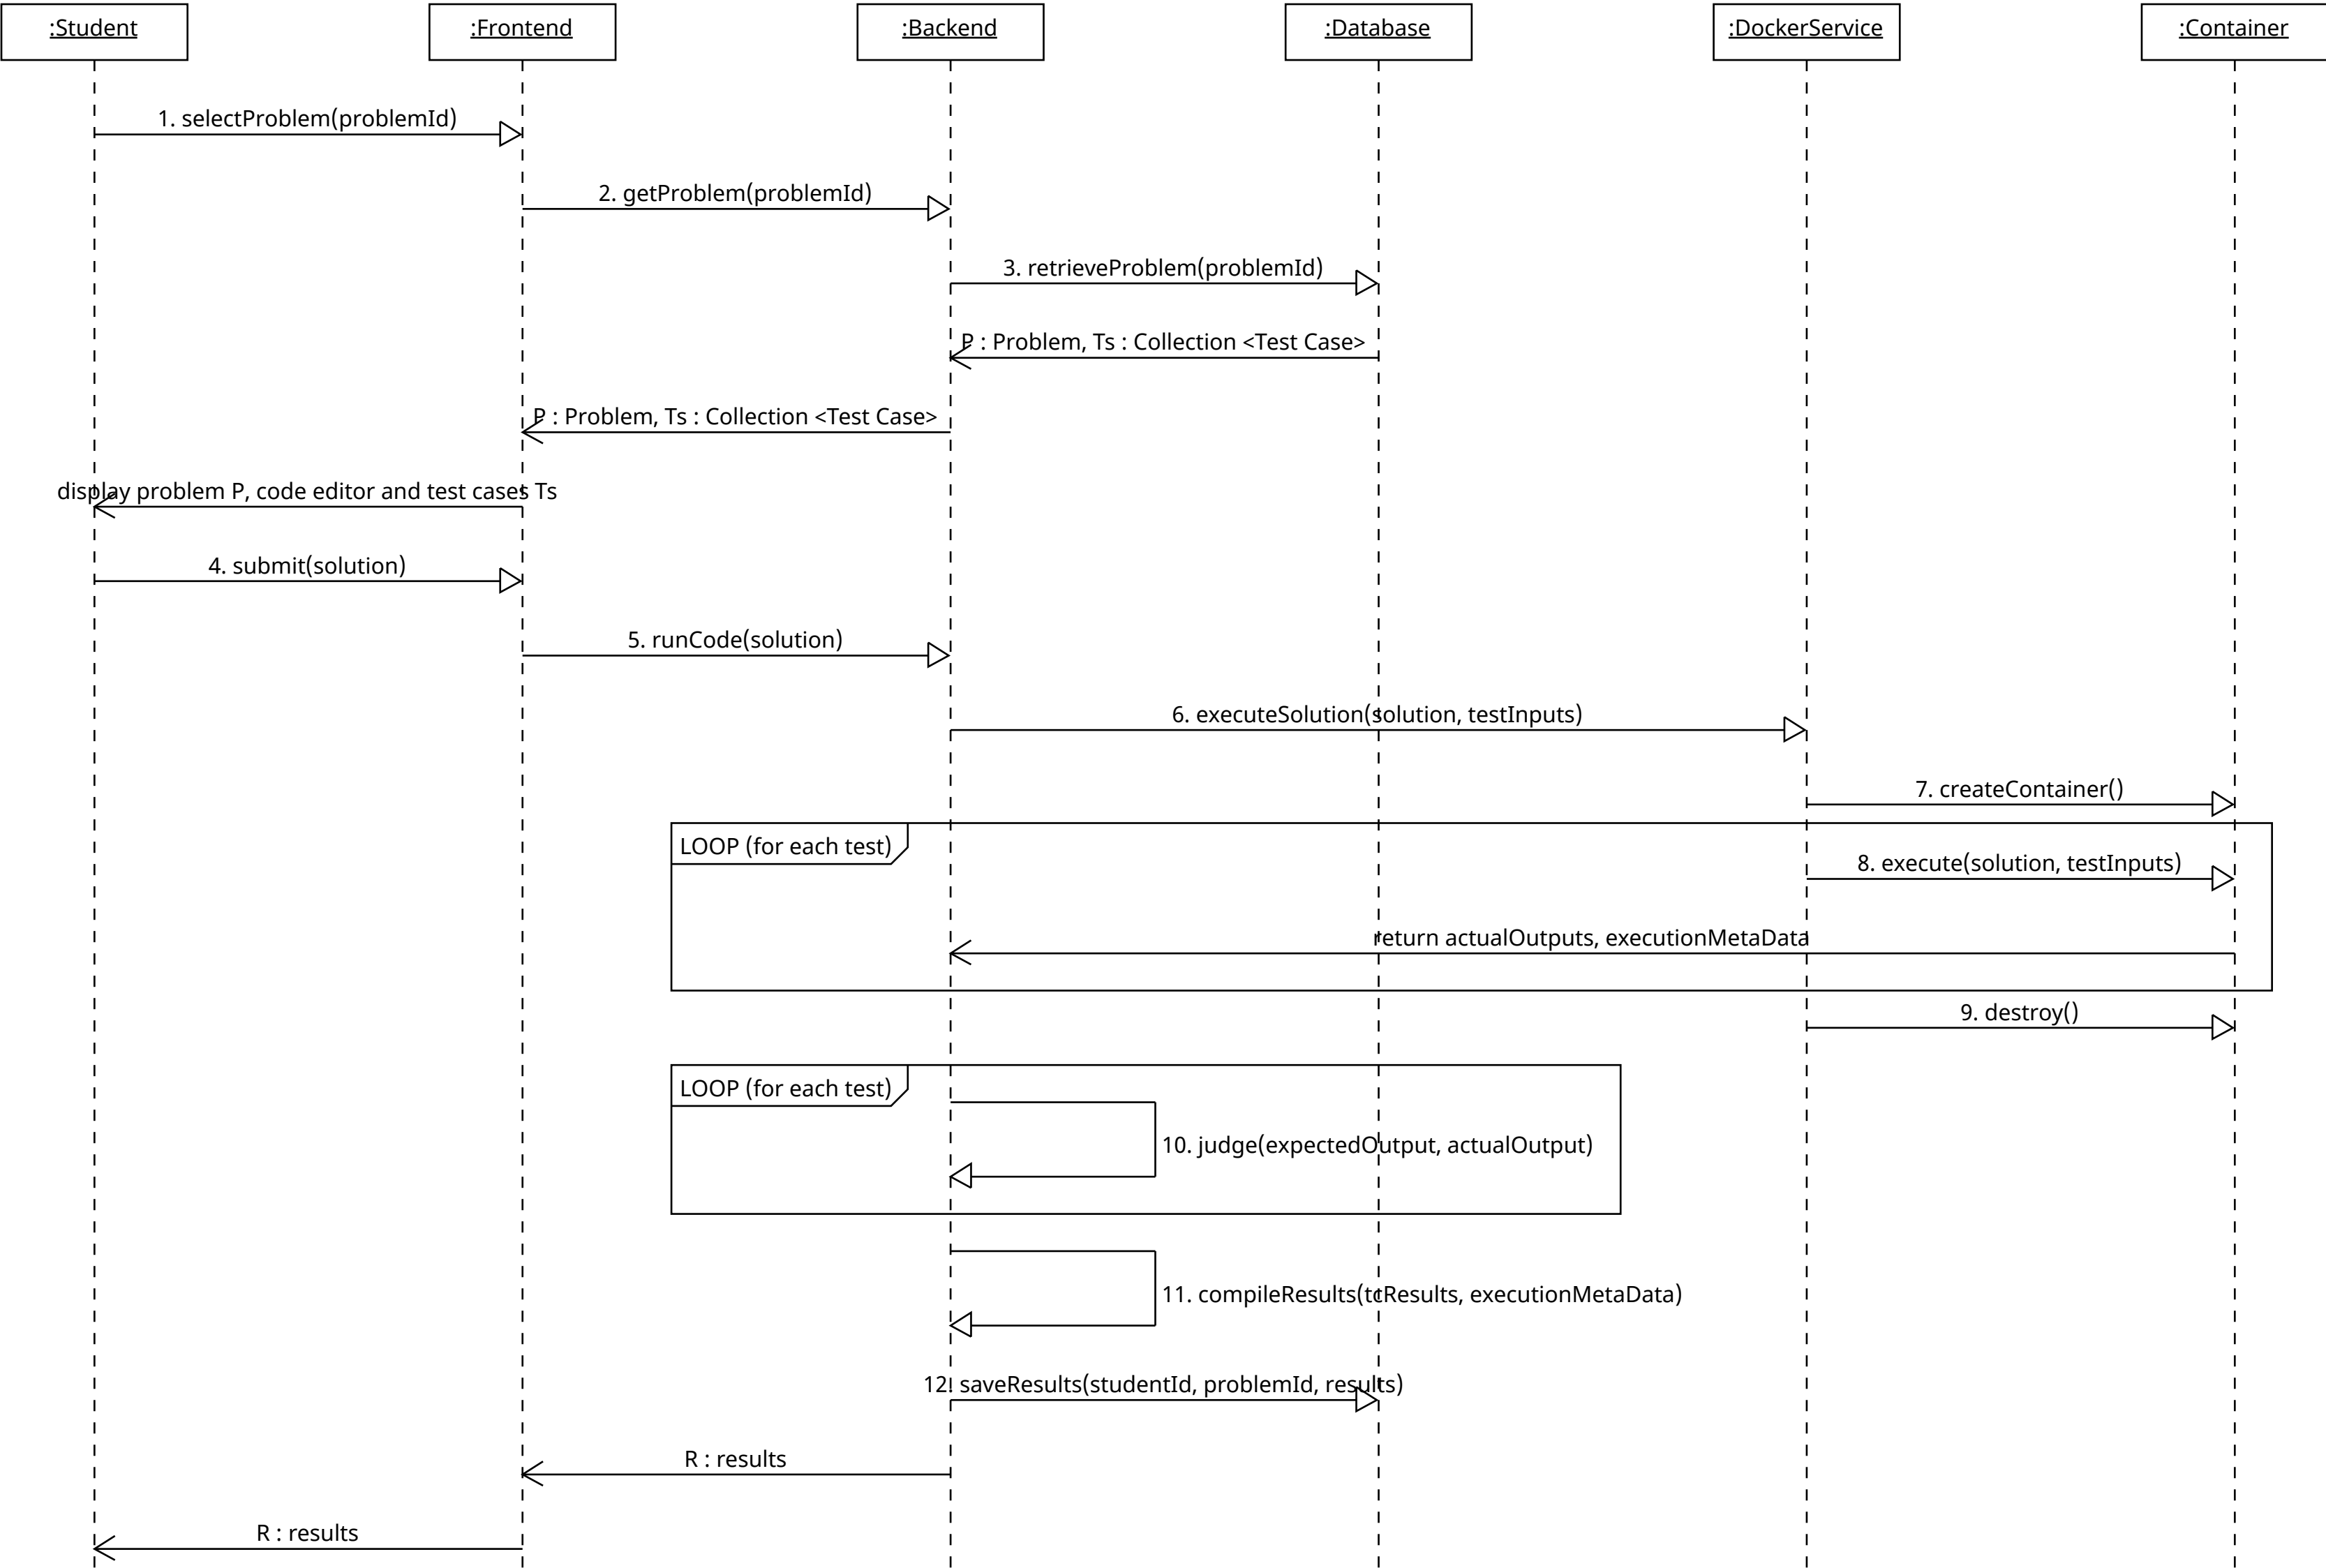 :Student
:Frontend
:Backend
:Database
:DockerService
:Container
1. selectProblem(problemId)
2. getProblem(problemId)
3. retrieveProblem(problemId)
P : Problem, Ts : Collection <Test Case>
P : Problem, Ts : Collection <Test Case>
display problem P, code editor and test cases Ts
4. submit(solution)
5. runCode(solution)
6. executeSolution(solution, testInputs)
7. createContainer()
LOOP (for each test)
8. execute(solution, testInputs)
return actualOutputs, executionMetaData
9. destroy()
LOOP (for each test)
10. judge(expectedOutput, actualOutput)
11. compileResults(tcResults, executionMetaData)
12. saveResults(studentId, problemId, results)
R : results
R : results